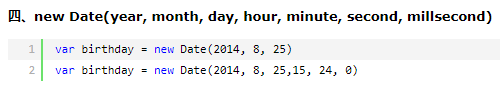 四、new Date(year, month, day, hour, minute, second, millsecond)
1 var birthday = new Date(2014, 8, 25)
2 var birthday = new Date(2014, 8, 25,15, 24, 0)